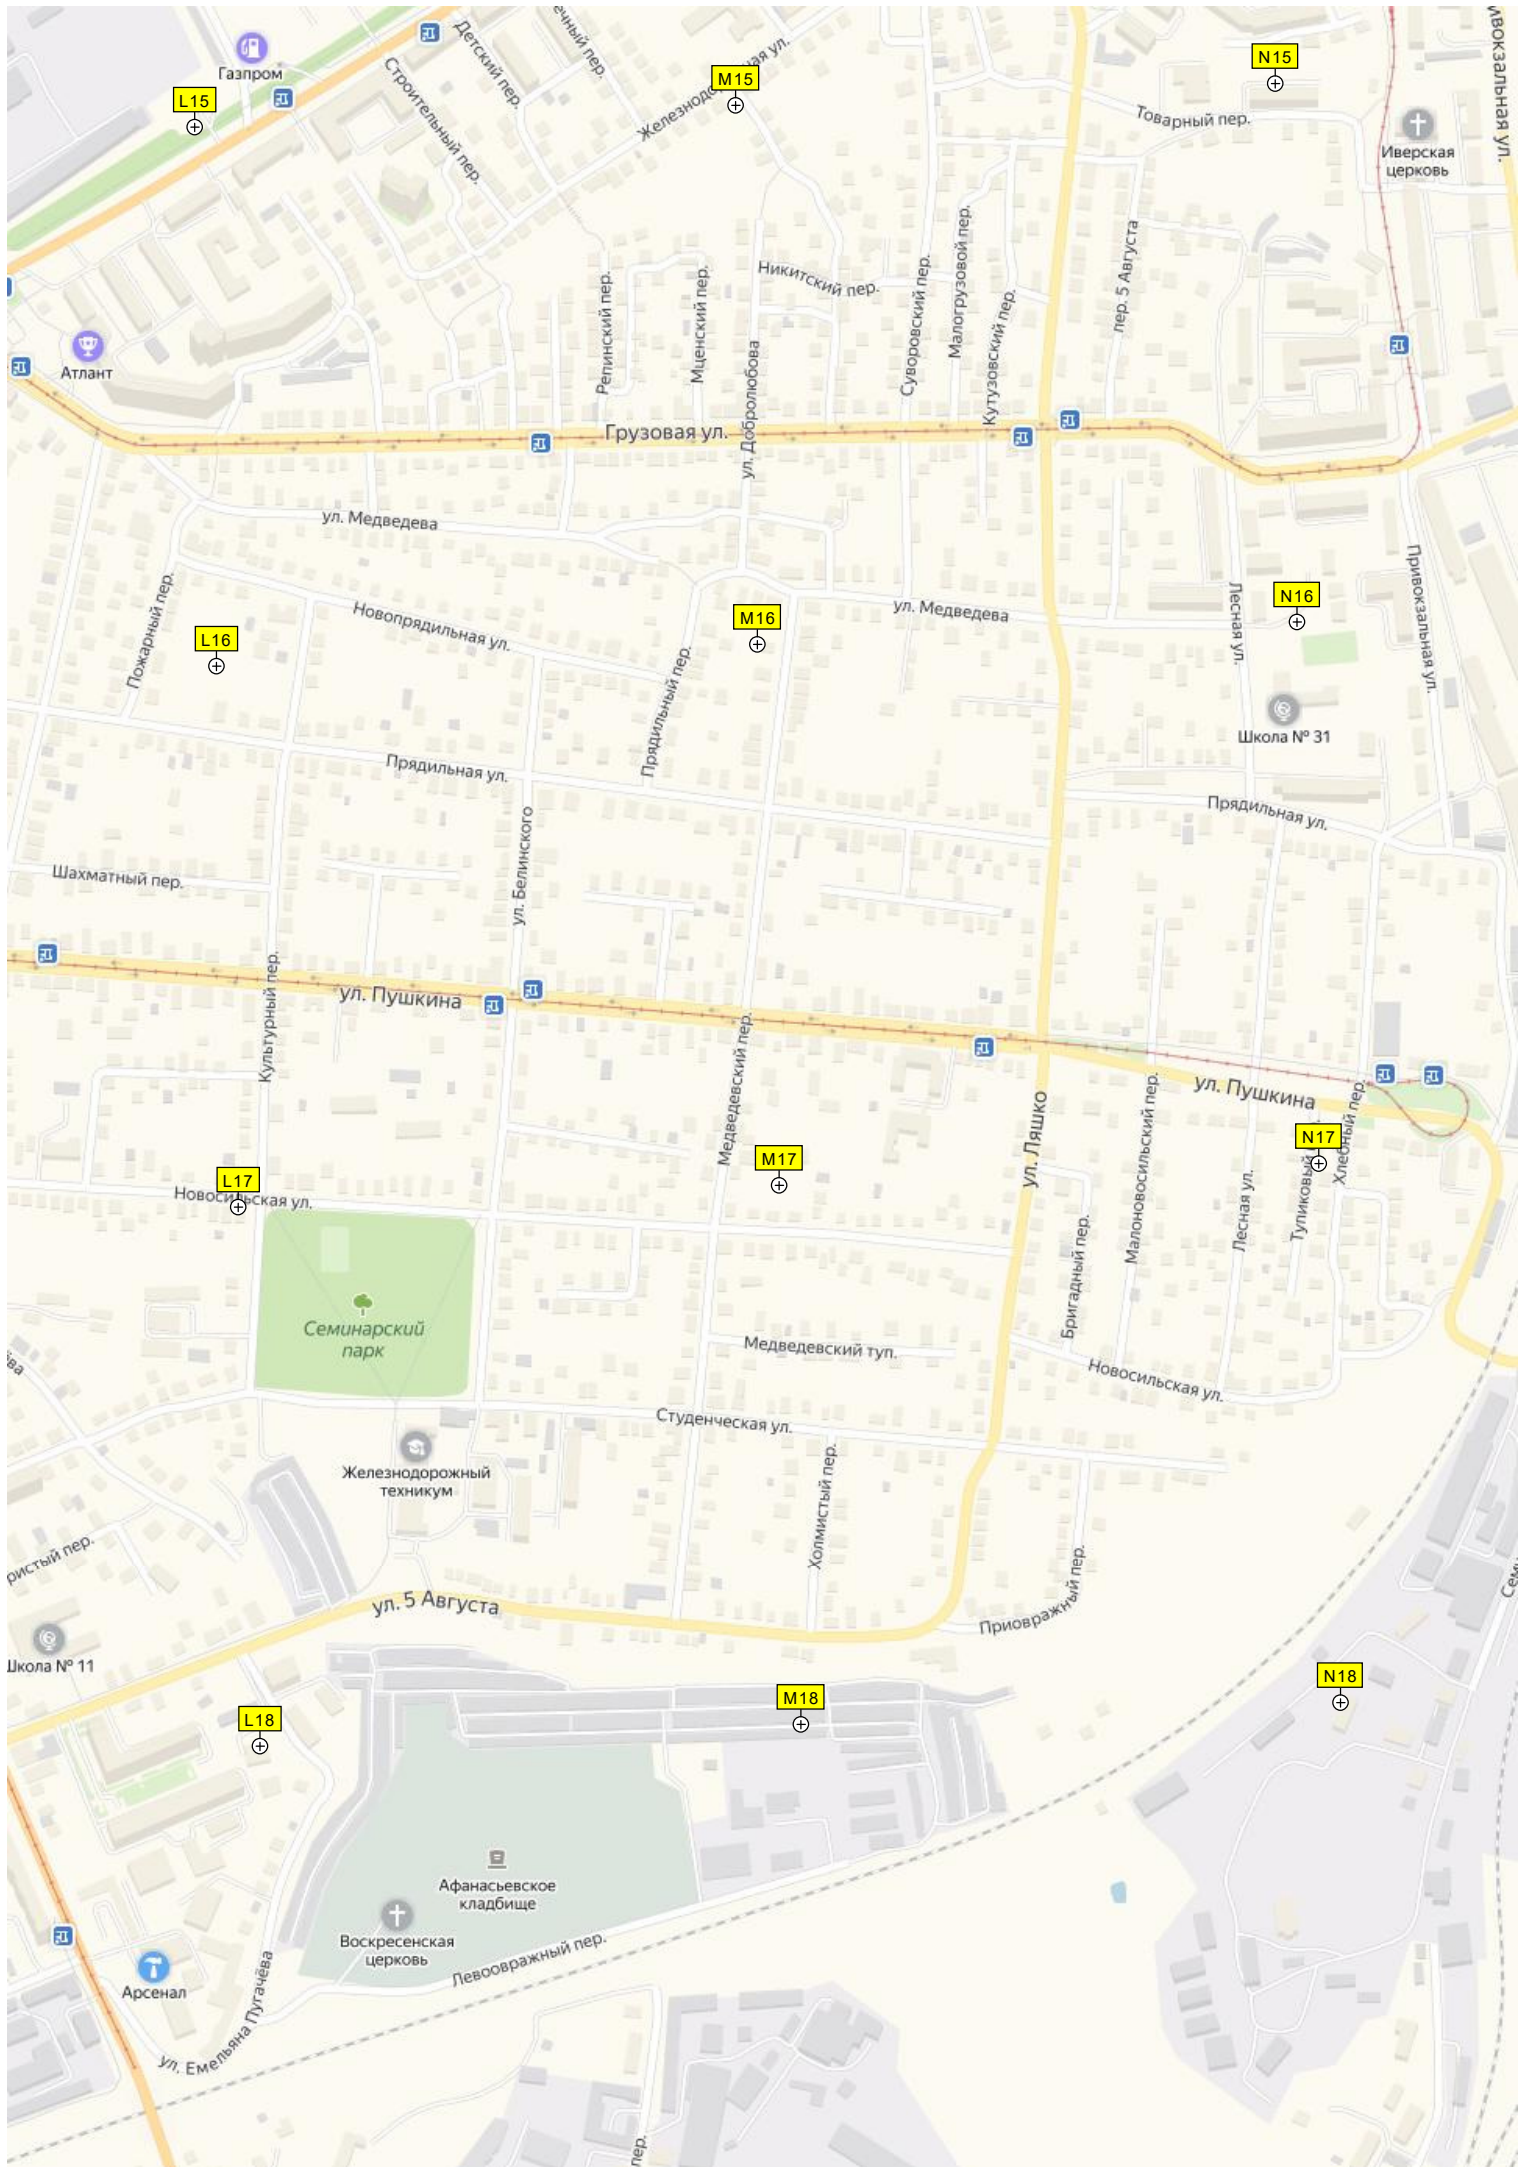 Газпром
Детский пер.
Строительный пер.
Железнодо
ая ул.
M15
N15
L15
Товарный пер.
Иверская
церковь
Никитский пер.
Репинский пер.
Мценский пер.
ул. Добролюбова
Суворовский пер.
Малогрузовой пер.
Кутузовский пер.
пер. 5 Августа
Атлант
Грузовая ул.
ул. Медведева
Пожарный пер.
Новопрядильная ул.
L16
M16
ул. Медведева
N16
Лесная ул.
Привокзальная ул.
Прядильный пер.
Школа № 31
Прядильная ул.
Прядильная ул.
Шахматный пер.
ул. Белинского
ул. Пушкина
Культурный пер.
Медведевский пер.
ул. Пушкина
ул. Ляшко
Малоновосильский пер.
Хлебный пер.
N17
Тупиковый
M17
L17
Новосильская ул.
Лесная ул.
Бригадный пер.
Семинарский
парк
Медведевский туп.
Новосильская ул.
Студенческая ул.
Железнодорожный
техникум
Холмистый пер.
Приовражный пер.
ристый пер.
ул. 5 Августа
Школа № 11
L18
M18
N18
Афанасьевское
кладбище
Воскресенская
церковь
Левоовражный пер.
Арсенал
ул. Емельяна Пугачёва
пер.